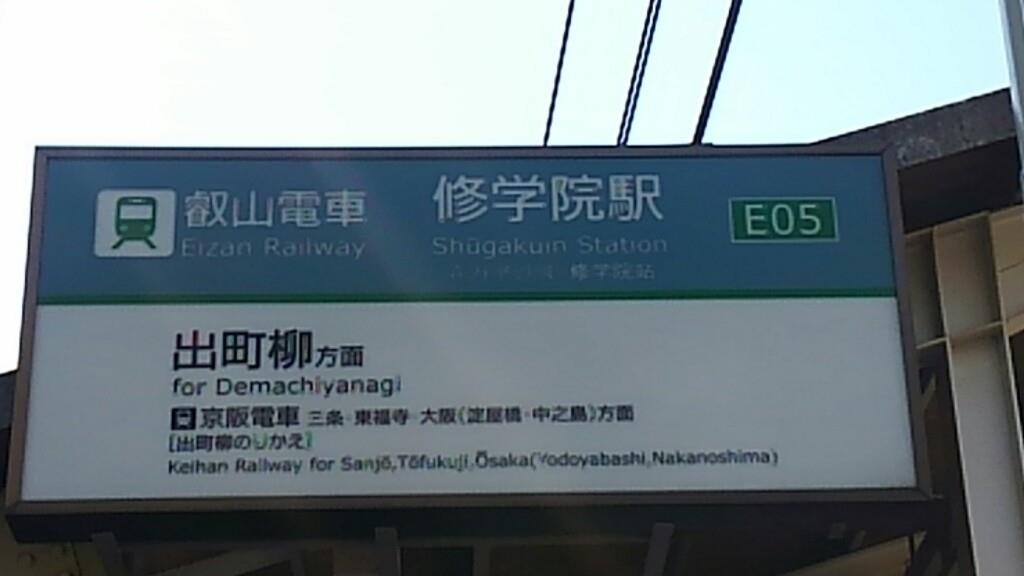 叡山電車 修学院駅 E05
Eizan Railway Shūgakuin Station
修学院站
出町柳方面
for Demachiyanagi
京阪電車 三条・東福寺・大阪(淀屋橋・中之島)方面
[出町柳のりかえ]
Keihan Railway for Sanjō,Tōfukuji,Ōsaka(Yodoyabashi,Nakanoshima)